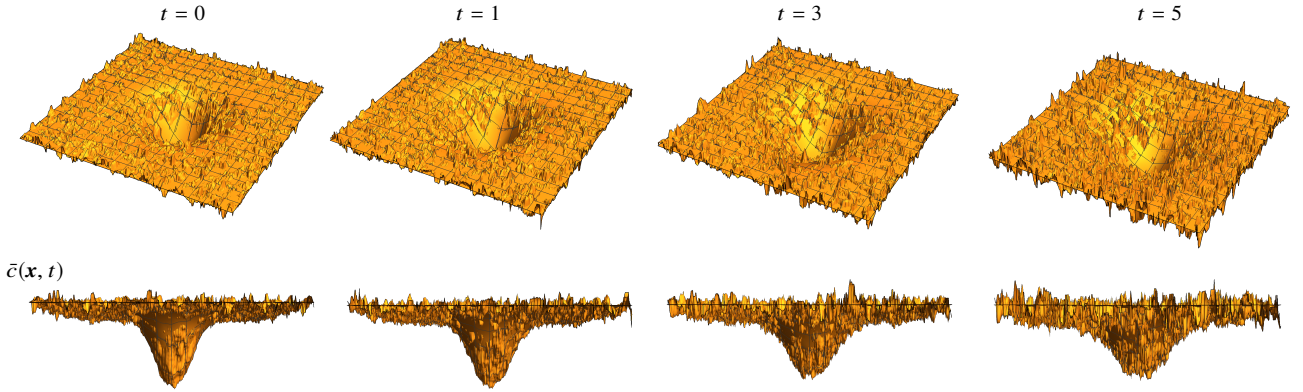 t = 0 t = 1 t = 3 t = 5
c̄(x, t)